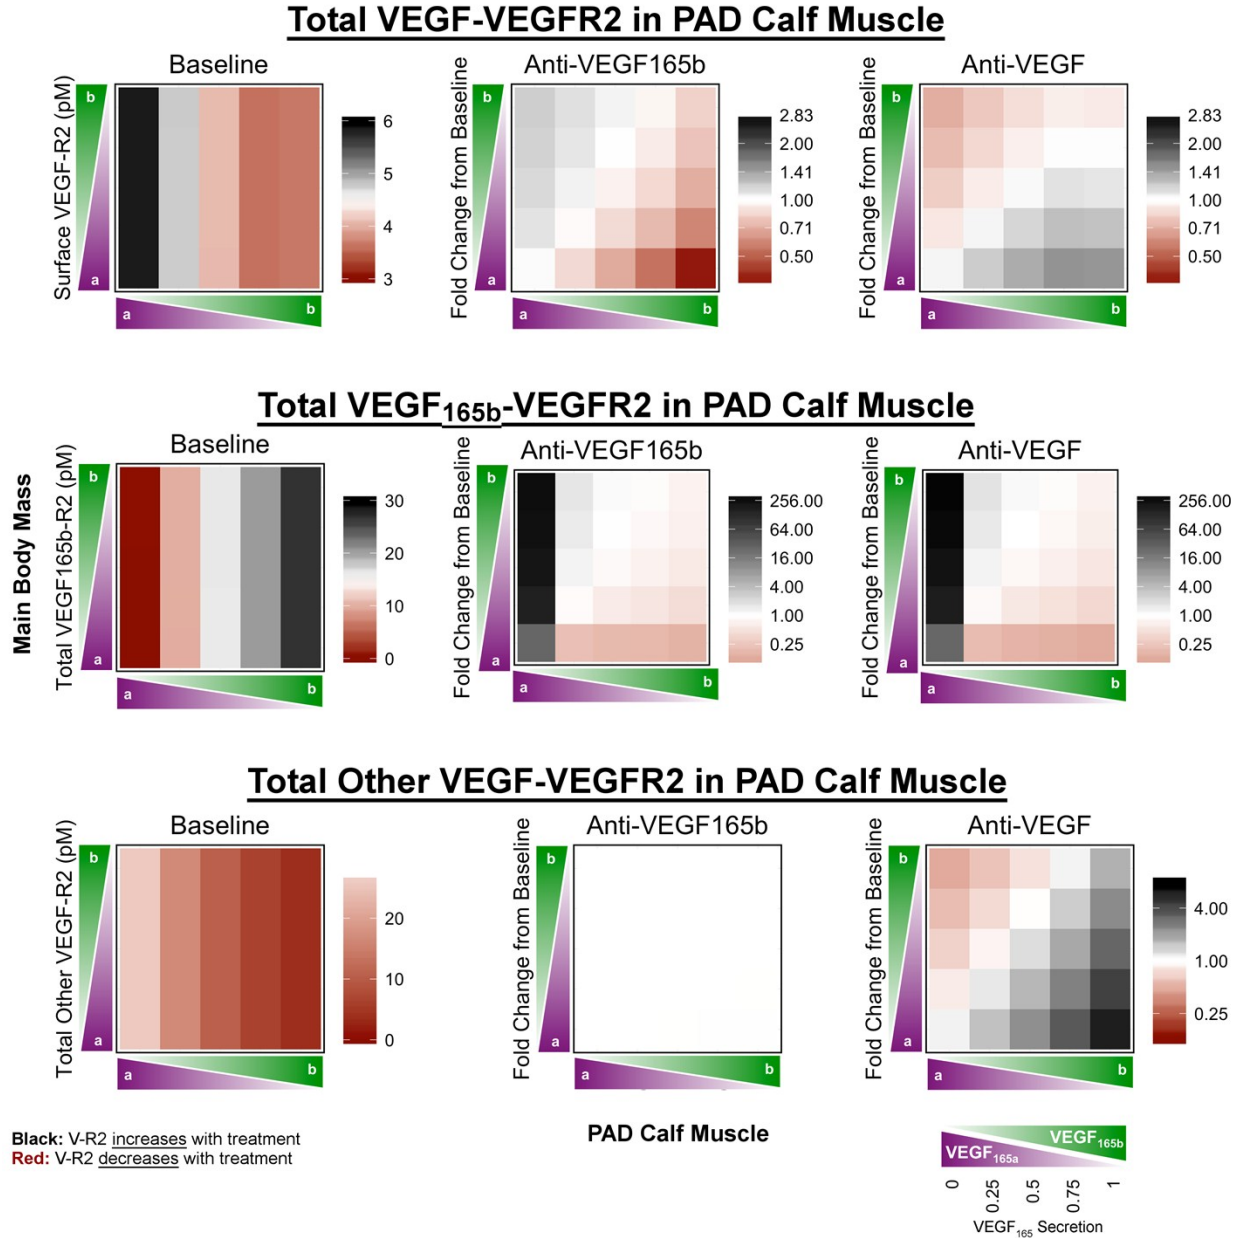 Total VEGF-VEGFR2 in PAD Calf Muscle
Baseline
Anti-VEGF165b
Anti-VEGF
Surface VEGF-R2 (pM)
b
a
a
b
6
5
4
3
Fold Change from Baseline
b
a
a
b
2.83
2.00
1.41
1.00
0.71
0.50
Fold Change from Baseline
b
a
a
b
2.83
2.00
1.41
1.00
0.71
0.50
Main Body Mass
Total VEGF165b-VEGFR2 in PAD Calf Muscle
Baseline
Anti-VEGF165b
Anti-VEGF
Total VEGF165b-R2 (pM)
b
a
a
b
30
20
10
0
Fold Change from Baseline
b
a
a
b
256.00
64.00
16.00
4.00
1.00
0.25
Fold Change from Baseline
b
a
a
b
256.00
64.00
16.00
4.00
1.00
0.25
Total Other VEGF-VEGFR2 in PAD Calf Muscle
Baseline
Anti-VEGF165b
Anti-VEGF
Total Other VEGF-R2 (pM)
b
a
a
b
20
10
0
Fold Change from Baseline
b
a
a
b
Fold Change from Baseline
b
a
a
b
4.00
1.00
0.25
Black: V-R2 increases with treatment
Red: V-R2 decreases with treatment
PAD Calf Muscle
VEGF165b
VEGF165a
0
0.25
0.5
0.75
1
VEGF165 Secretion